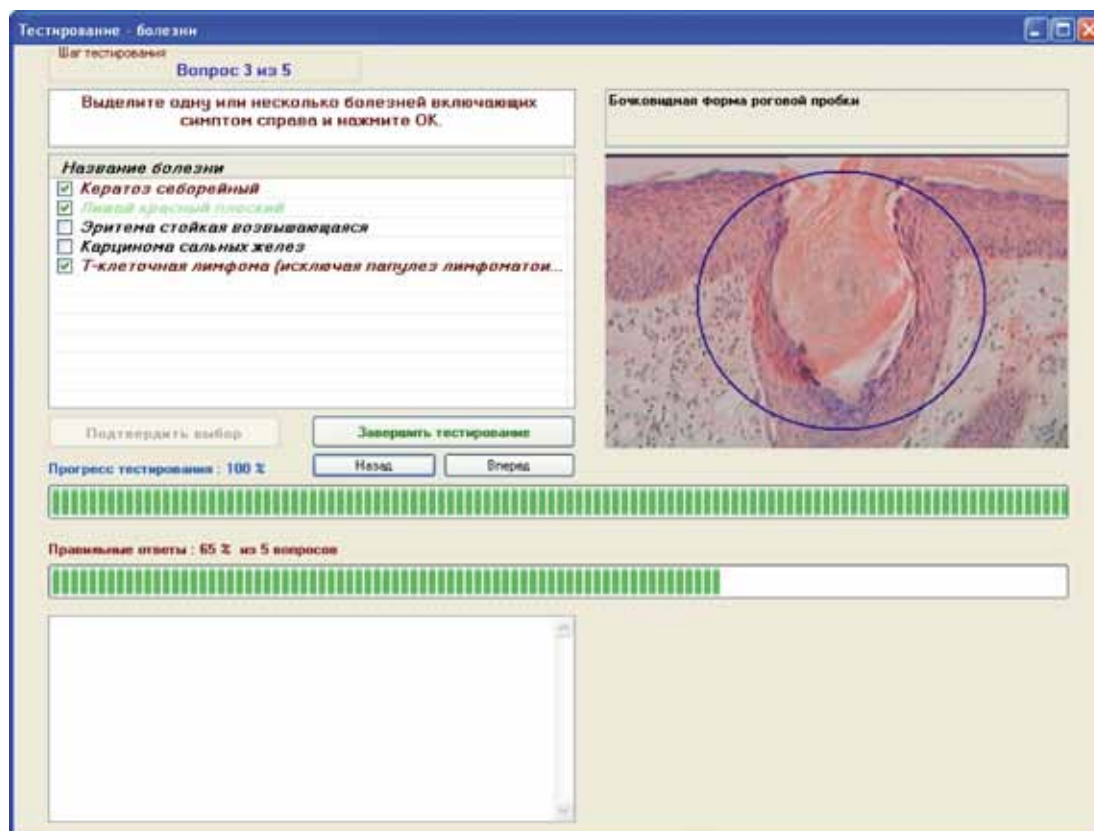 Тестирование - болезни
Шаг тестирования
Вопрос 3 из 5
Выделите одну или несколько болезней включающих
симптом справа и нажмите OK.
Бочковидная форма роговой пробки
Название болезни
Кератоз себорейный
Лишай красный плоский
Эритема стойкая возвышающаяся
Карцинома сальных желез
Т-клеточная лимфома (исключая папулез лимфоматои...
Подтвердить выбор
Завершить тестирование
Прогресс тестирования : 100 %
Назад
Вперед
Правильные ответы : 65 % из 5 вопросов